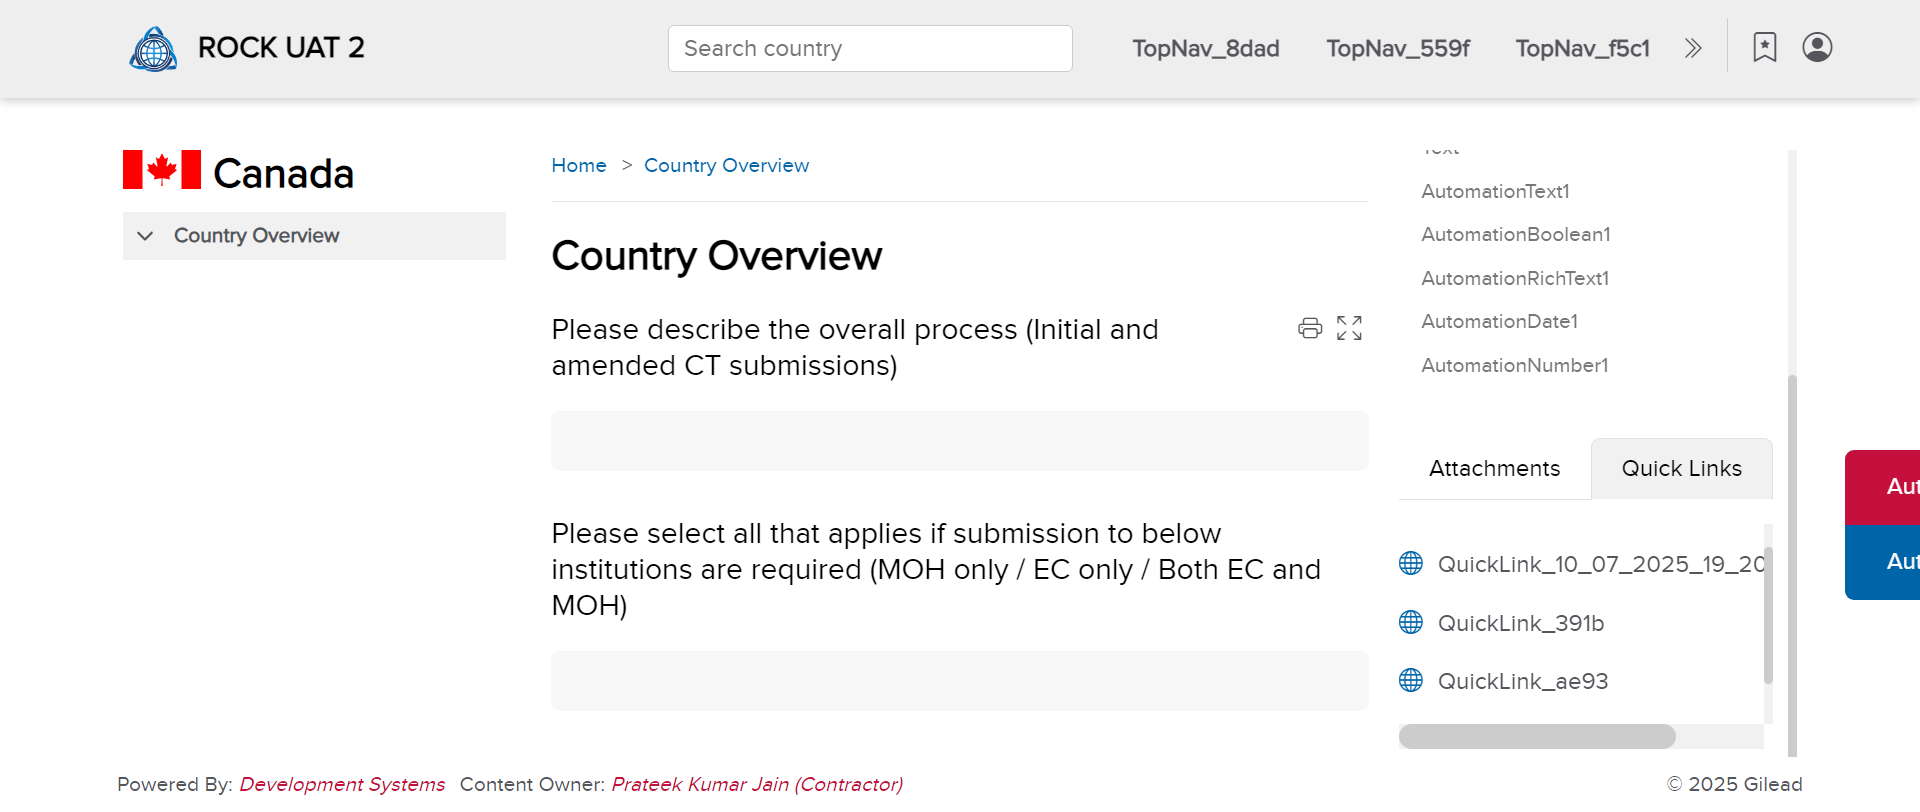 ROCK UAT 2
Search country
TopNav_8dad
TopNav_559f
TopNav_f5c1
Canada
Country Overview
Home > Country Overview
Country Overview
Please describe the overall process (Initial and
amended CT submissions)
Please select all that applies if submission to below
institutions are required (MOH only / EC only / Both EC and
MOH)
Text
AutomationText1
AutomationBoolean1
AutomationRichText1
AutomationDate1
AutomationNumber1
Attachments
Quick Links
QuickLink_10_07_2025_19_20
QuickLink_391b
QuickLink_ae93
Aut
Aut
Powered By: Development Systems Content Owner: Prateek Kumar Jain (Contractor)
© 2025 Gilead